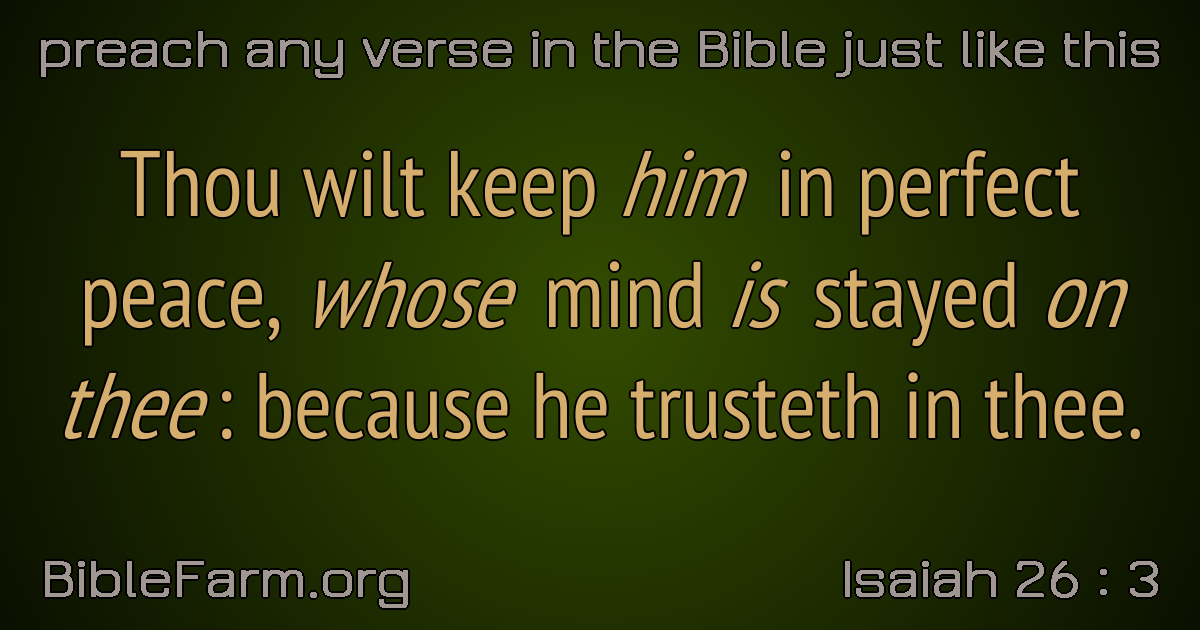 preach any verse in the Bible just like this
Thou wilt keep him in perfect
peace, whose mind is stayed on
thee: because he trusteth in thee.
BibleFarm.org
Isaiah 26 : 3